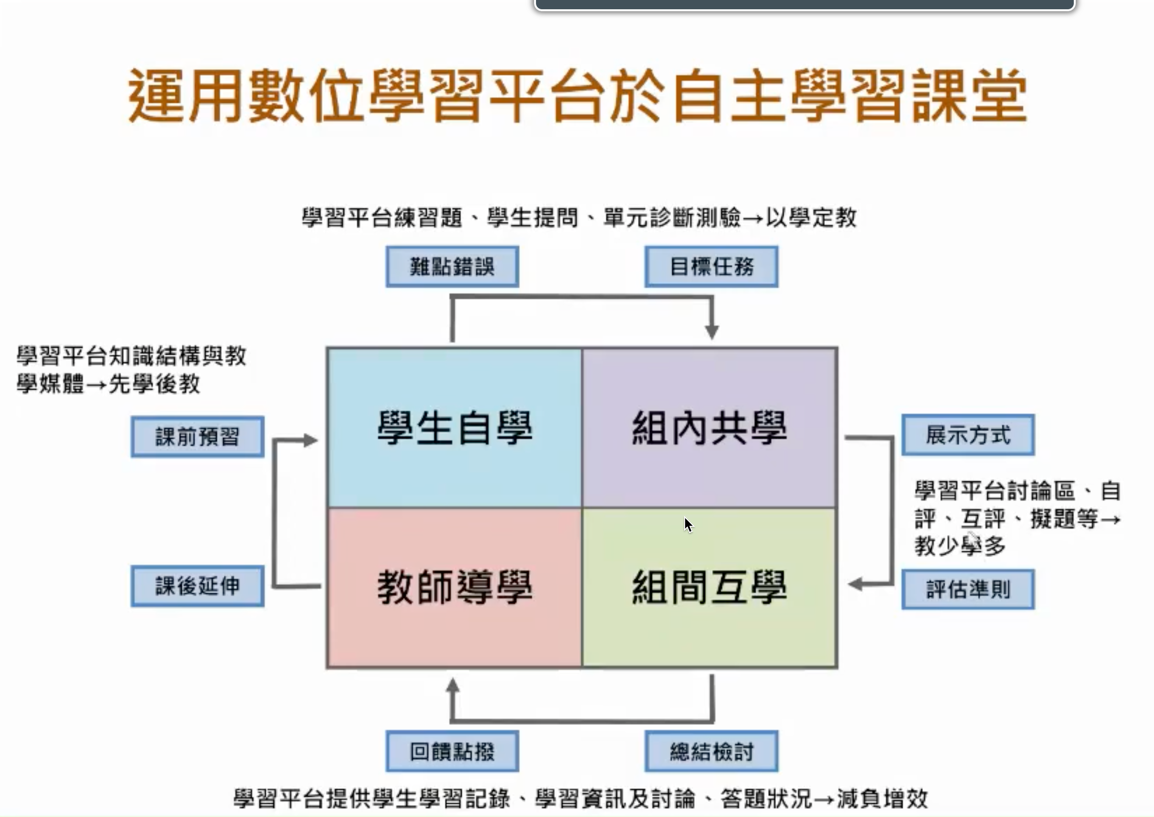 運用數位學習平台於自主學習課堂
學習平台練習題、學生提問、單元診斷測驗→以學定教
難點錯誤
目標任務
學習平台知識結構與教
學媒體→先學後教
課前預習
學生自學
組內共學
展示方式
學習平台討論區、自
評、互評、擬題等→
教少學多
課後延伸
教師導學
組間互學
評估準則
回饋點撥
總結檢討
學習平台提供學生學習記錄、學習資訊及討論、答題狀況→減負增效